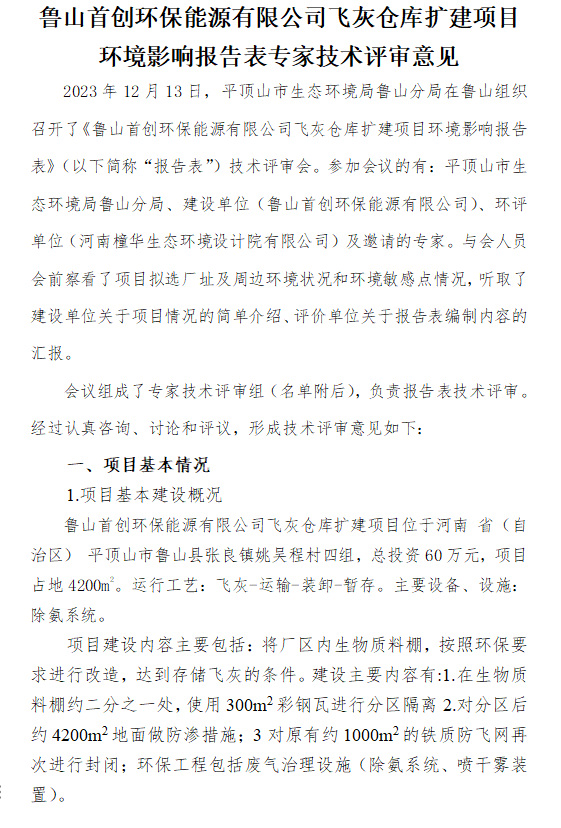 鲁山首创环保能源有限公司飞灰仓库扩建项目
环境影响报告表专家技术评审意见
2023 年 12 月 13 日，平顶山市生态环境局鲁山分局在鲁山组织
召开了《鲁山首创环保能源有限公司飞灰仓库扩建项目环境影响报告
表》（以下简称“报告表”）技术评审会。参加会议的有：平顶山市生
态环境局鲁山分局、建设单位（鲁山首创环保能源有限公司）、环评
单位（河南橦华生态环境设计院有限公司）及邀请的专家。与会人员
会前察看了项目拟选厂址及周边环境状况和环境敏感点情况，听取了
建设单位关于项目情况的简单介绍、评价单位关于报告表编制内容的
汇报。
会议组成了专家技术评审组（名单附后），负责报告表技术评审。
经过认真咨询、讨论和评议，形成技术评审意见如下：
一、项目基本情况
1.项目基本建设概况
鲁山首创环保能源有限公司飞灰仓库扩建项目位于河南 省（自
治区） 平顶山市鲁山县张良镇姚吴程村四组，总投资 60 万元，项目
占地 4200m²。运行工艺：飞灰-运输-装卸-暂存。主要设备、设施：
除氨系统。
项目建设内容主要包括：将厂区内生物质料棚，按照环保要
求进行改造，达到存储飞灰的条件。建设主要内容有:1.在生物质
料棚约二分之一处，使用 300m² 彩钢瓦进行分区隔离 2.对分区后
约 4200m² 地面做防渗措施；3 对原有约 1000m² 的铁质防飞网再
次进行封闭；环保工程包括废气治理设施（除氨系统、喷干雾装
置）。